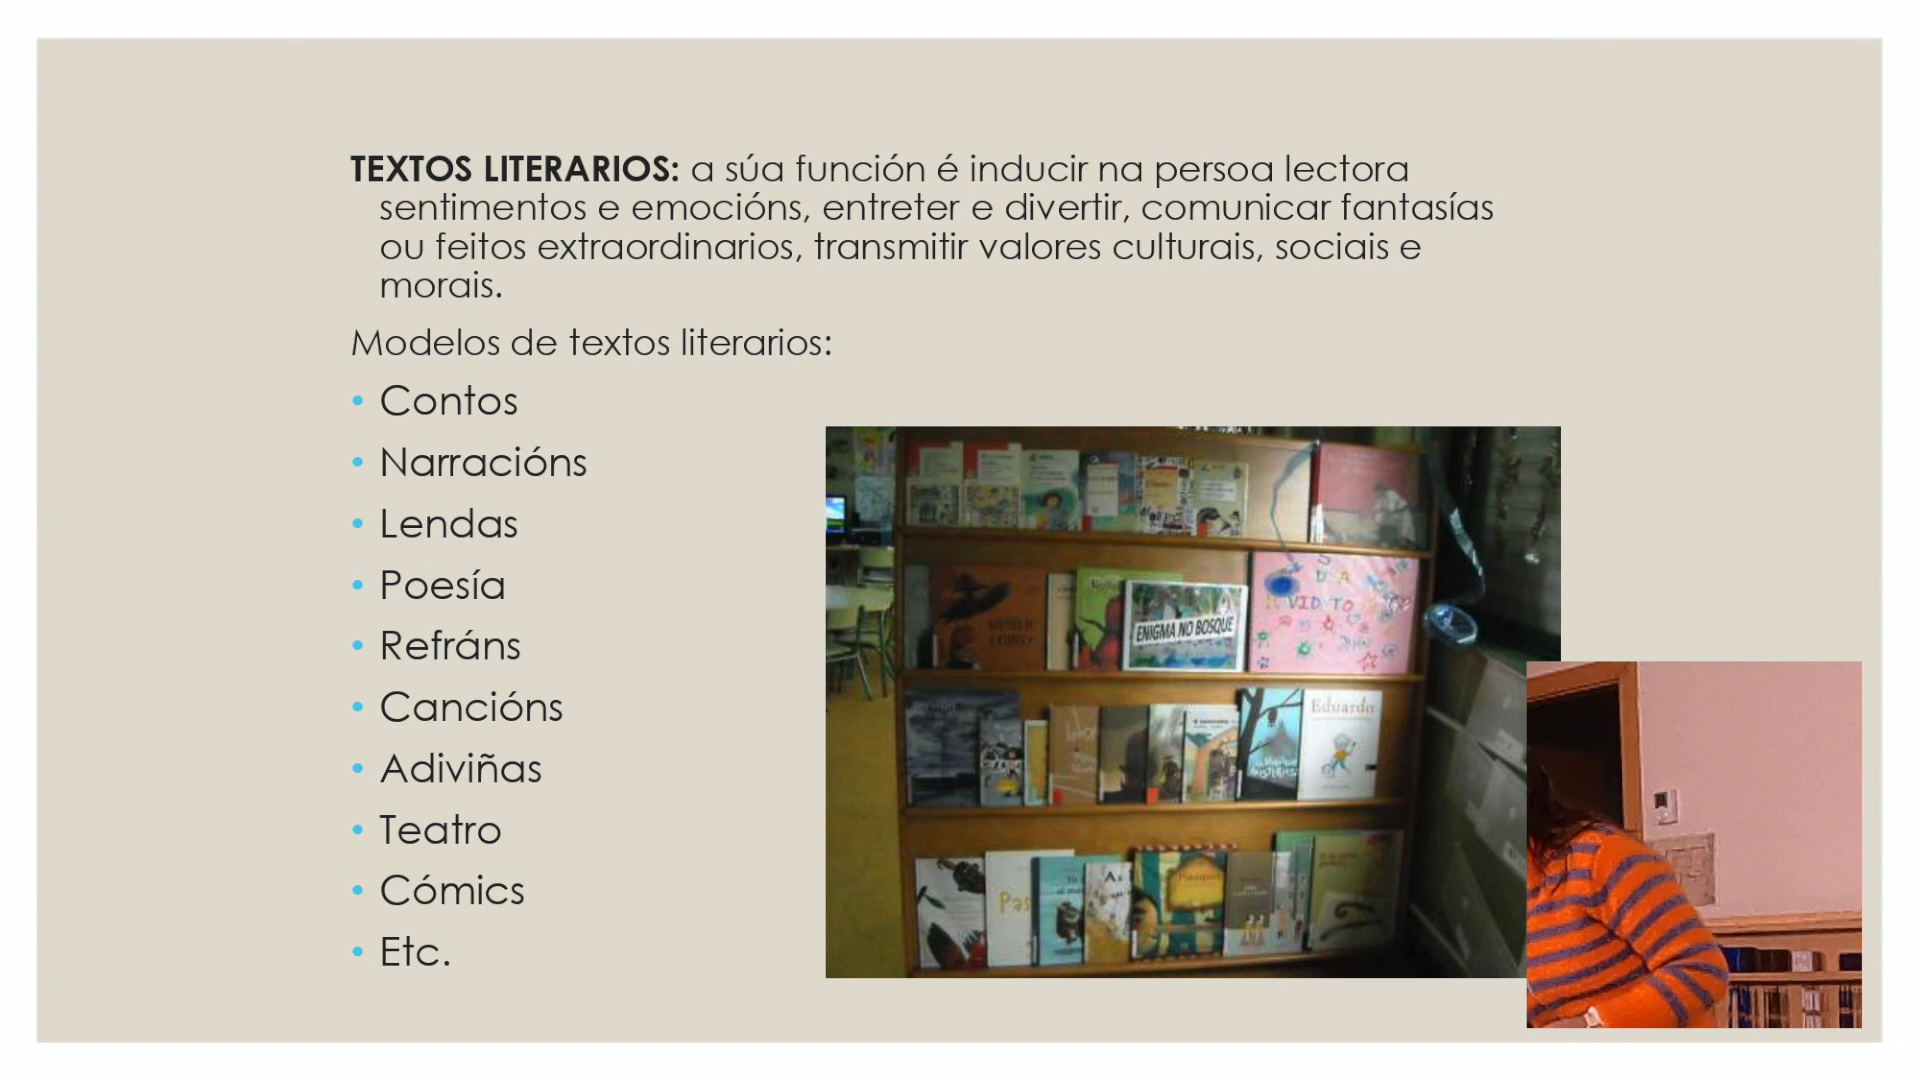 TEXTOS LITERARIOS: a súa función é inducir na persoa lectora
sentimentos e emocións, entreter e divertir, comunicar fantasías
ou feitos extraordinarios, transmitir valores culturais, sociais e
morais.
Modelos de textos literarios:
• Contos
• Narracións
• Lendas
• Poesía
• Refráns
• Cancións
• Adiviñas
• Teatro
• Cómics
• Etc.
ENIGMA NO BOSQUE
Eduardo